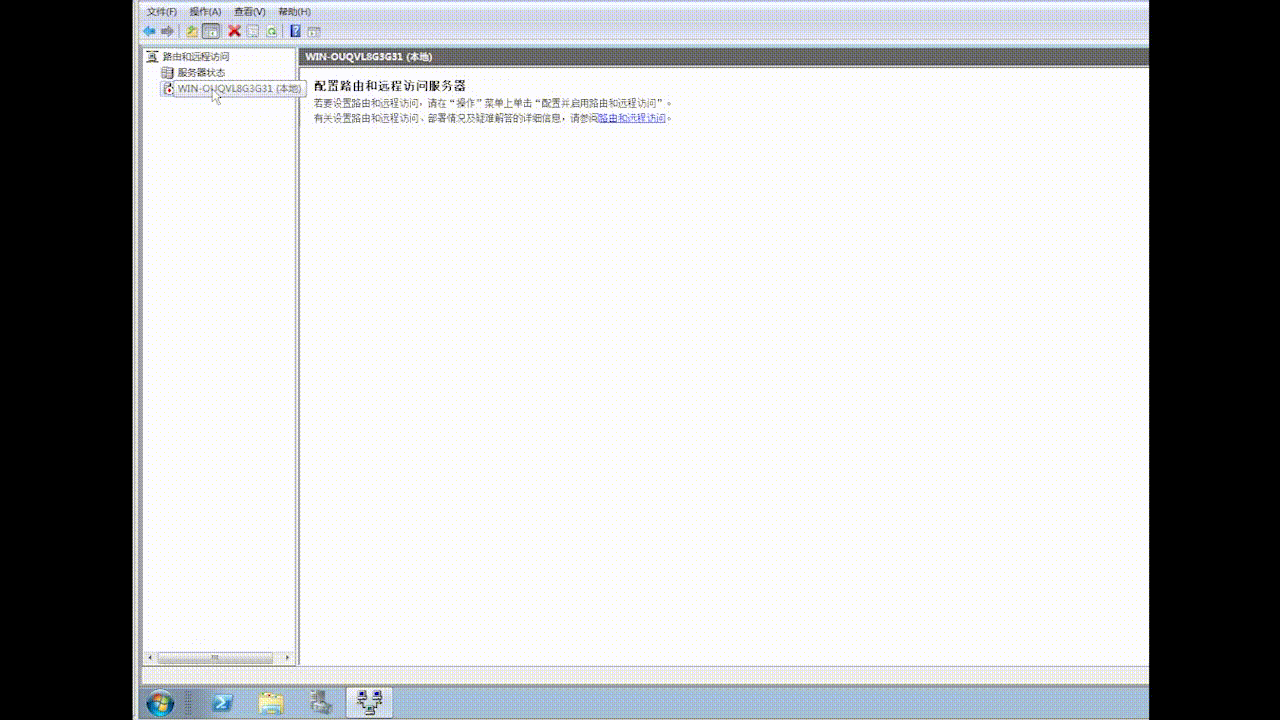 文件(F) 操作(A) 查看(V) 帮助(H)
路由和远程访问
服务器状态
WIN-OUQVL8G3G31 (本地)
WIN-OUQVL8G3G31 (本地)
配置路由和远程访问服务器
若要设置路由和远程访问，请在“操作”菜单上单击“配置并启用路由和远程访问”。
有关设置路由和远程访问、部署情况及疑难解答的详细信息，请参阅路由和远程访问。